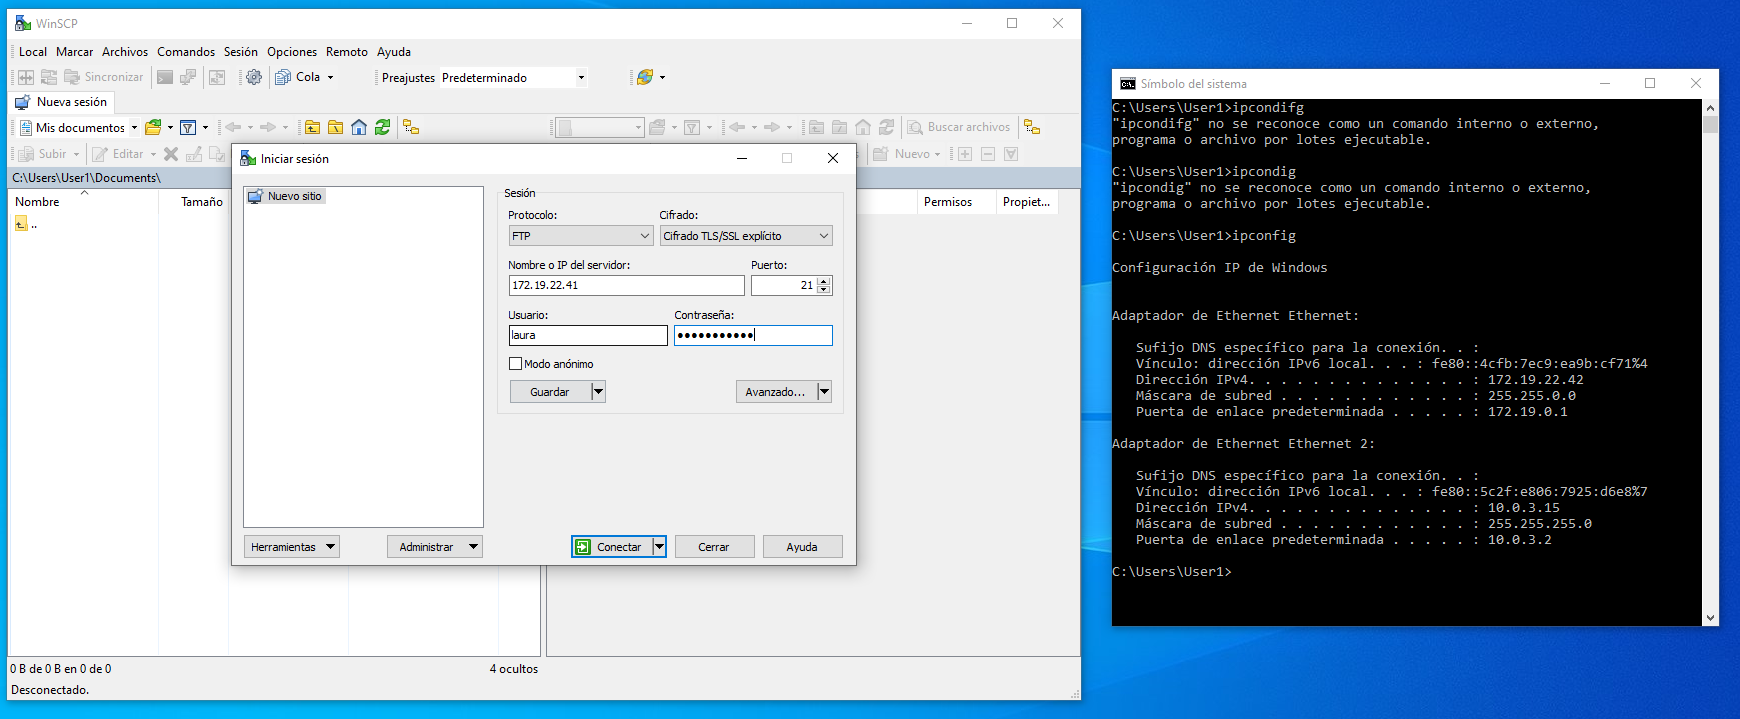 WinSCP
Local Marcar Archivos Comandos Sesión Opciones Remoto Ayuda
Sincronizar Cola Preajustes Predeterminado
Nueva sesión
Mis documentos Buscar archivos
Subir Editar Nuevo
C:\Users\User1\Documents\
Nombre Tamaño Permisos Propiet...
..
Iniciar sesión
Nuevo sitio
Sesión
Protocolo: Cifrado:
FTP Cifrado TLS/SSL explícito
Nombre o IP del servidor: Puerto:
172.19.22.41 21
Usuario: Contraseña:
laura ●●●●●●●●●●●
Modo anónimo
Guardar Avanzado...
Herramientas Administrar Conectar Cerrar Ayuda
0 B de 0 B en 0 de 0 4 ocultos
Desconectado.
Símbolo del sistema
C:\Users\User1>ipcondifg
"ipcondifg" no se reconoce como un comando interno o externo,
programa o archivo por lotes ejecutable.
C:\Users\User1>ipcondig
"ipcondig" no se reconoce como un comando interno o externo,
programa o archivo por lotes ejecutable.
C:\Users\User1>ipconfig
Configuración IP de Windows
Adaptador de Ethernet Ethernet:
Sufijo DNS específico para la conexión. . :
Vínculo: dirección IPv6 local. . . : fe80::4cfb:7ec9:ea9b:cf71%4
Dirección IPv4. . . . . . . . . . . . . . : 172.19.22.42
Máscara de subred . . . . . . . . . . . . : 255.255.0.0
Puerta de enlace predeterminada . . . . . : 172.19.0.1
Adaptador de Ethernet Ethernet 2:
Sufijo DNS específico para la conexión. . :
Vínculo: dirección IPv6 local. . . : fe80::5c2f:e806:7925:d6e8%7
Dirección IPv4. . . . . . . . . . . . . . : 10.0.3.15
Máscara de subred . . . . . . . . . . . . : 255.255.255.0
Puerta de enlace predeterminada . . . . . : 10.0.3.2
C:\Users\User1>